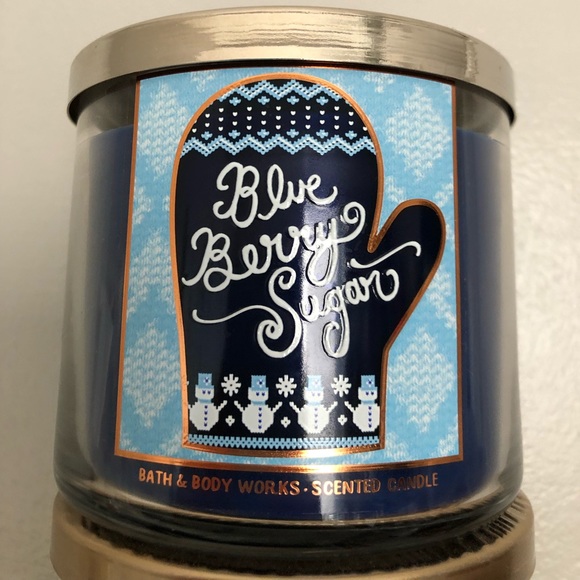 Blue
Berry
Sugar
BATH & BODY WORKS · SCENTED CANDLE